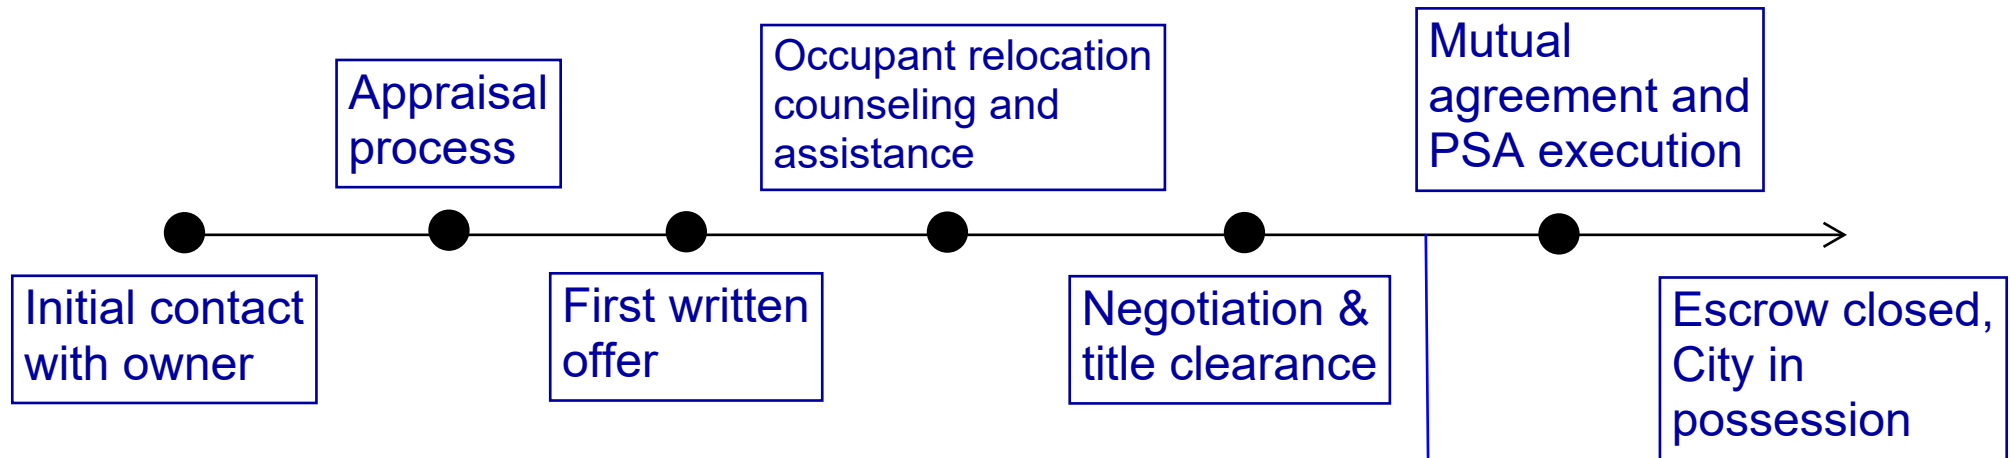 Initial contact
with owner
Appraisal
process
First written
offer
Occupant relocation
counseling and
assistance
Negotiation &
title clearance
Mutual
agreement and
PSA execution
Escrow closed,
City in
possession